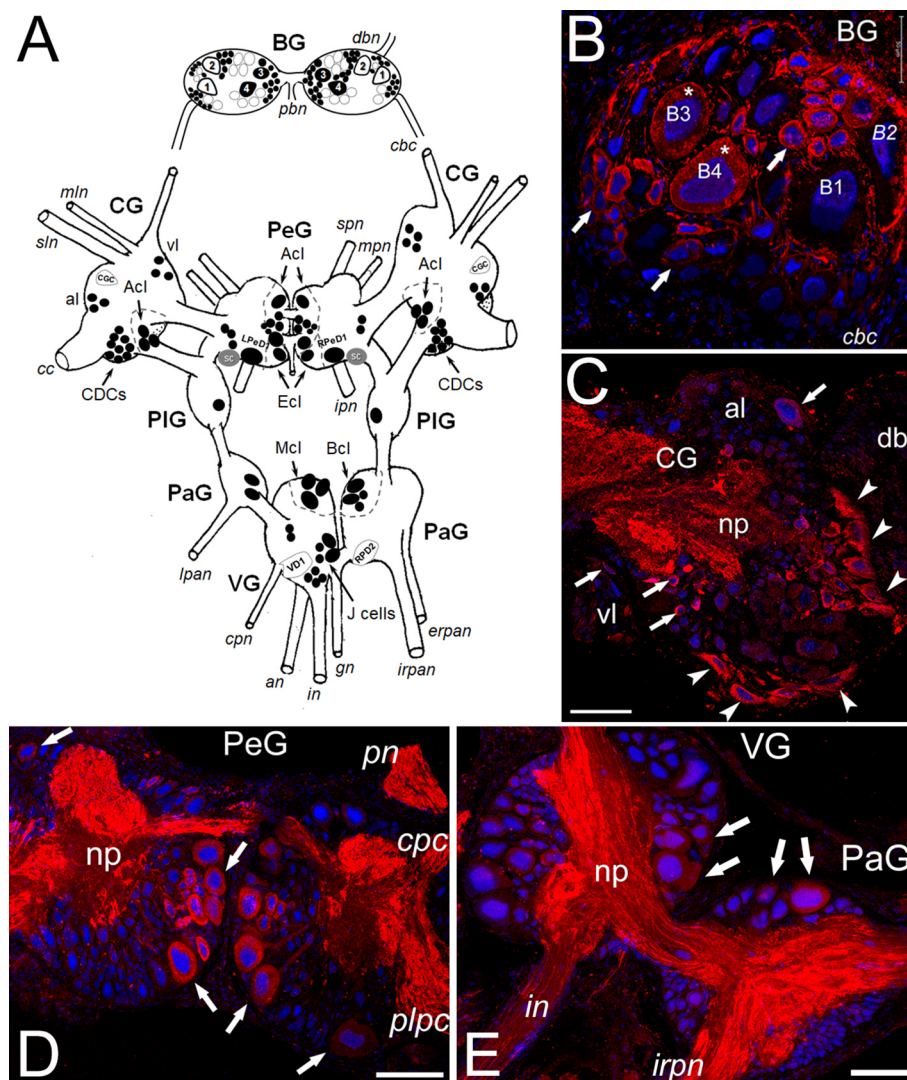 A
dbn
BG
2
2
3
3
1
1
4
4
pbn
cbc
CG
CG
mln
sln
spn
PeG
mpn
vl
AcI
AcI
AcI
CGC
CGC
al
LPeD1
RPeD1
SC
SC
cc
CDCs
EcI
ipn
CDCs
PlG
PlG
McI
BcI
PaG
PaG
lpan
VG
VD1
RPD2
J cells
cpn
erpan
an
in
gn
irpan
B
BG
B3
B2
B4
B1
cbc
C
al
db
CG
np
vl
PeG
pn
np
cpc
plpc
D
VG
PaG
np
in
irpn
E